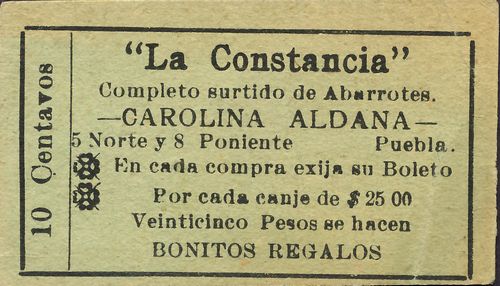 "La Constancia"
Completo surtido de Abarrotes.
—CAROLINA ALDANA—
5 Norte y 8 Poniente Puebla.
En cada compra exija su Boleto
Por cada canje de $ 25 00
Veinticinco Pesos se hacen
BONITOS REGALOS
10 Centavos